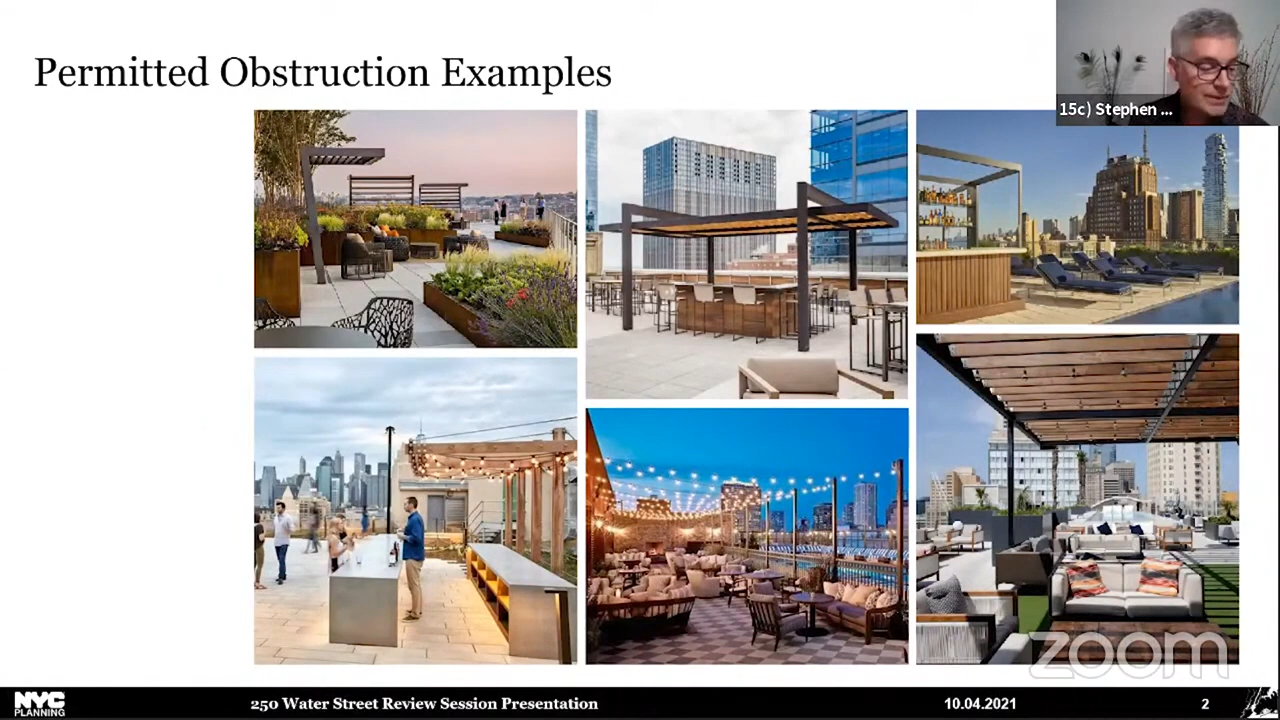 Permitted Obstruction Examples
15c) Stephen ...
zoom
NYC
PLANNING
250 Water Street Review Session Presentation
10.04.2021
2